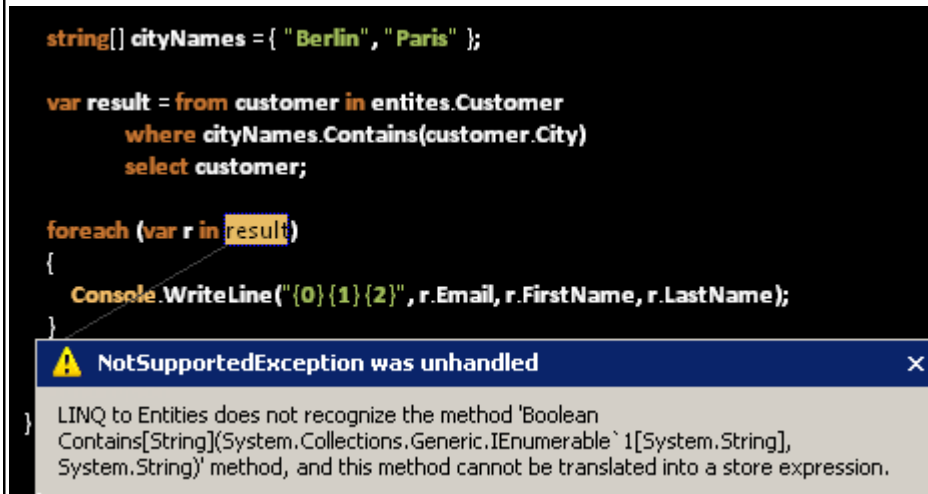 string[] cityNames = { "Berlin", "Paris" };
var result = from customer in entites.Customer
where cityNames.Contains(customer.City)
select customer;
foreach (var r in result)
{
Console.WriteLine("{0}{1}{2}", r.Email, r.FirstName, r.LastName);
}
NotSupportedException was unhandled
}
LINQ to Entities does not recognize the method 'Boolean
Contains[String](System.Collections.Generic.IEnumerable`1[System.String],
System.String)' method, and this method cannot be translated into a store expression.